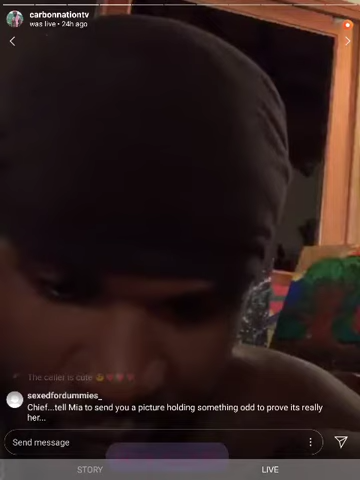 carbonnationtv
was live • 24h ago
The caller is cute
sexedfordummies_
Chief...tell Mia to send you a picture holding something odd to prove its really
her...
Send message
STORY
LIVE